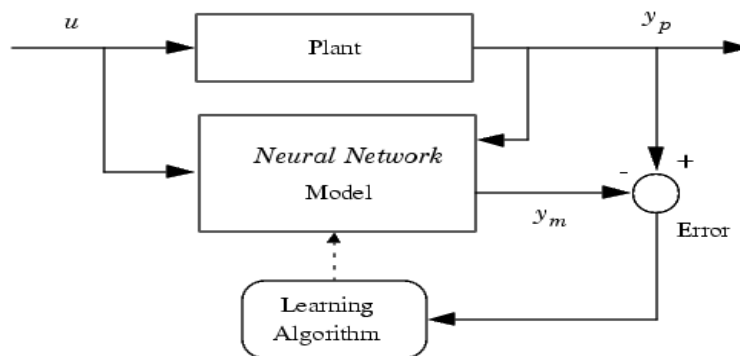 u
Plant
y_p
Neural Network
Model
-
+
y_m
Error
Learning
Algorithm